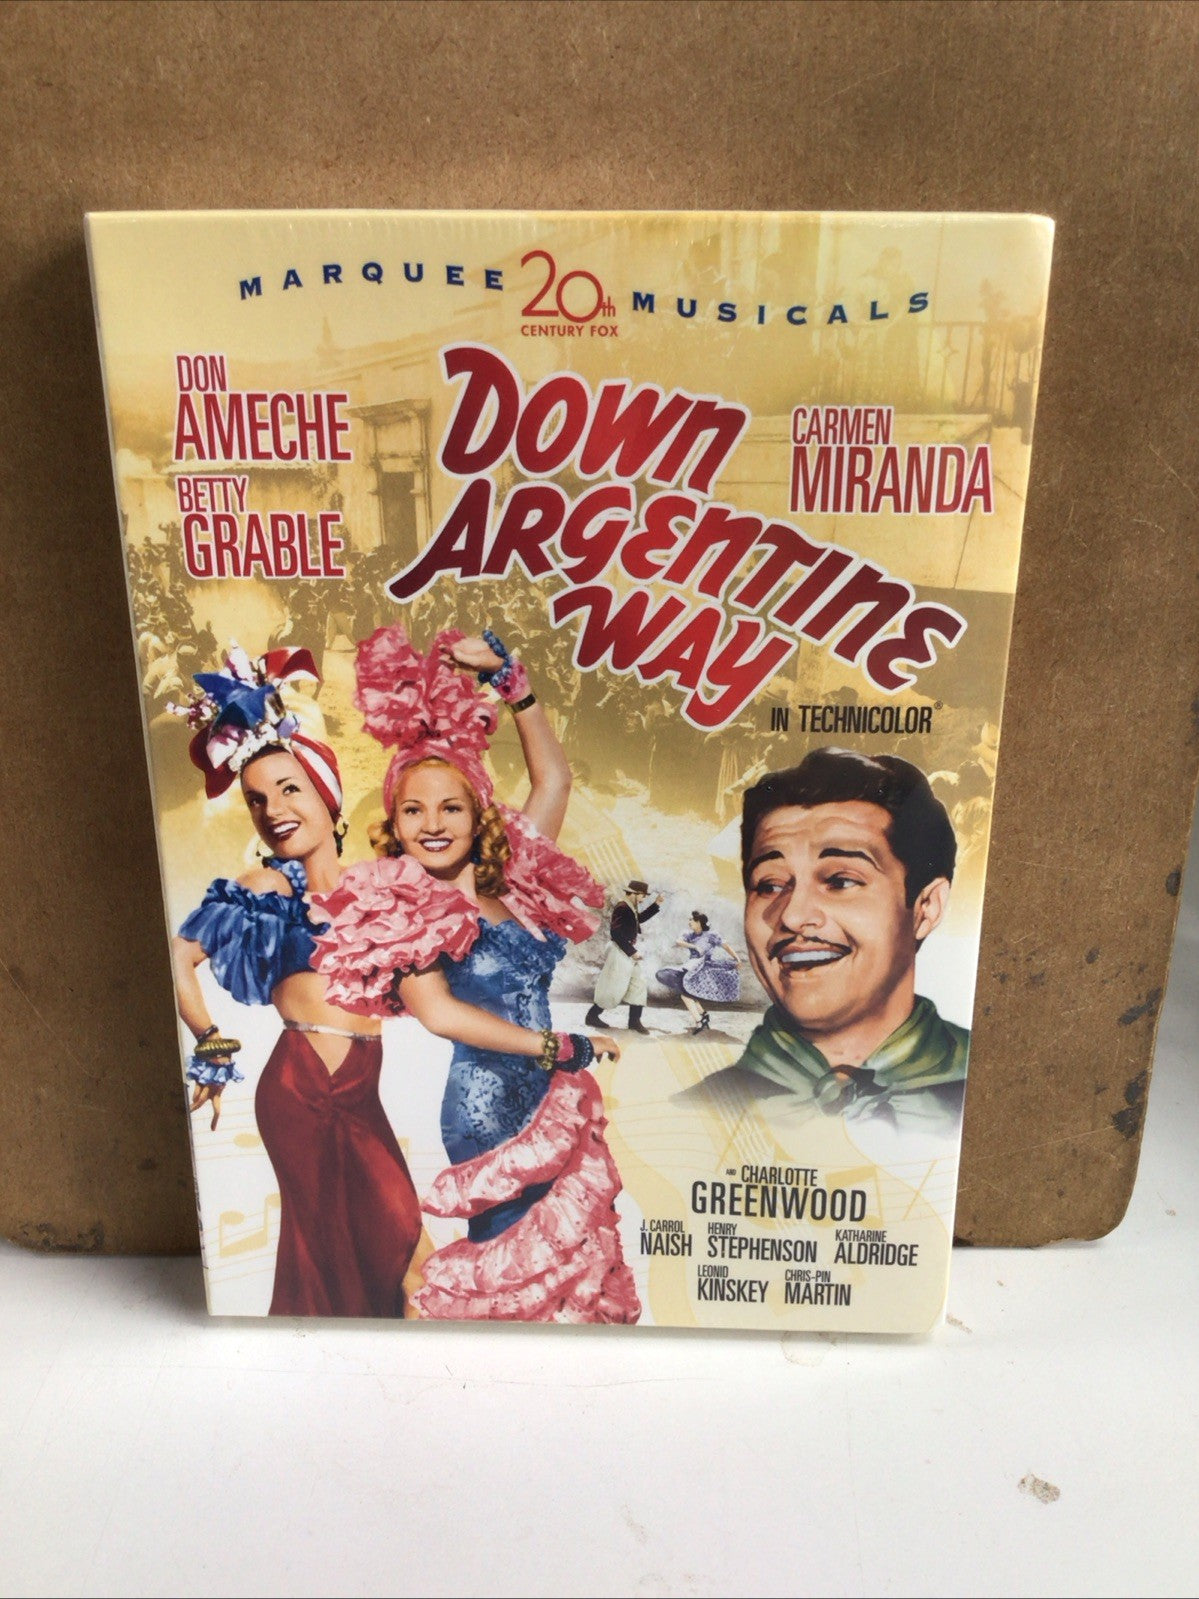 MARQUEE 20th MUSICALS
CENTURY FOX
DON
AMECHE
BETTY
GRABLE
DOWN
ARGENTINE
WAY
CARMEN
MIRANDA
IN TECHNICOLOR®
AND CHARLOTTE
GREENWOOD
J. CARROL
NAISH
HENRY
STEPHENSON
KATHARINE
ALDRIDGE
LEONID
KINSKEY
CHRIS-PIN
MARTIN